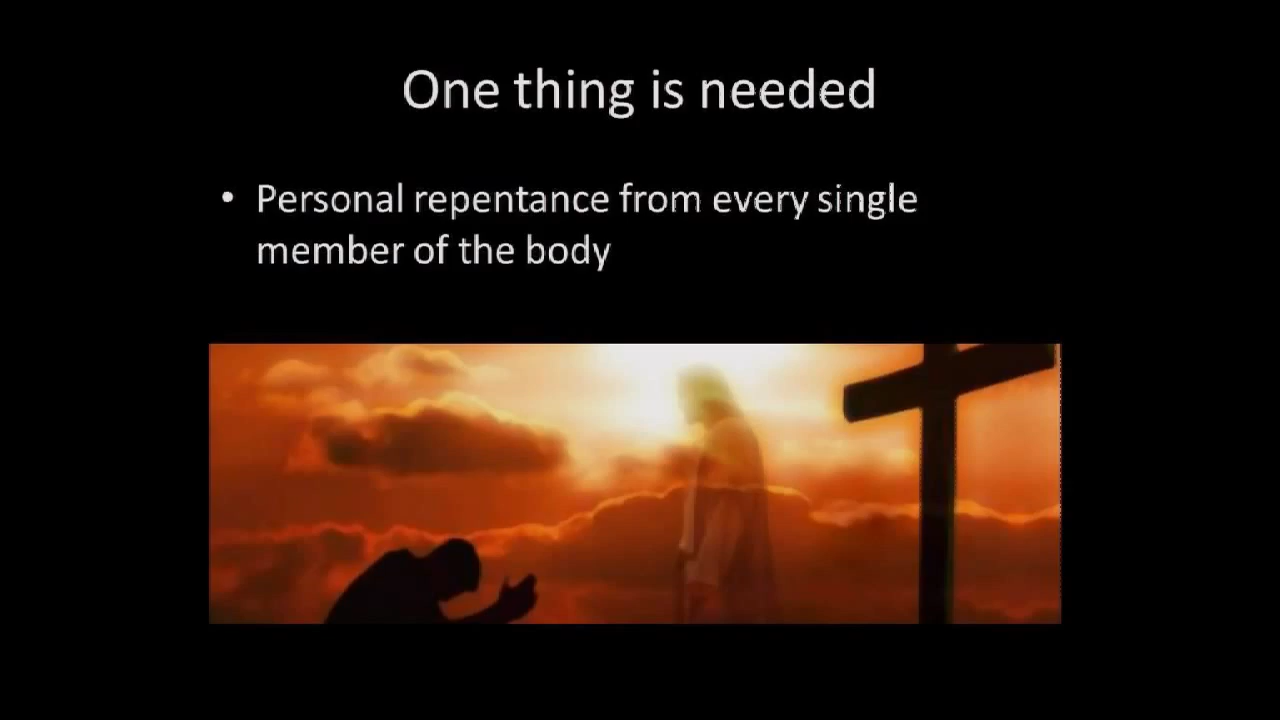 One thing is needed
• Personal repentance from every single
member of the body